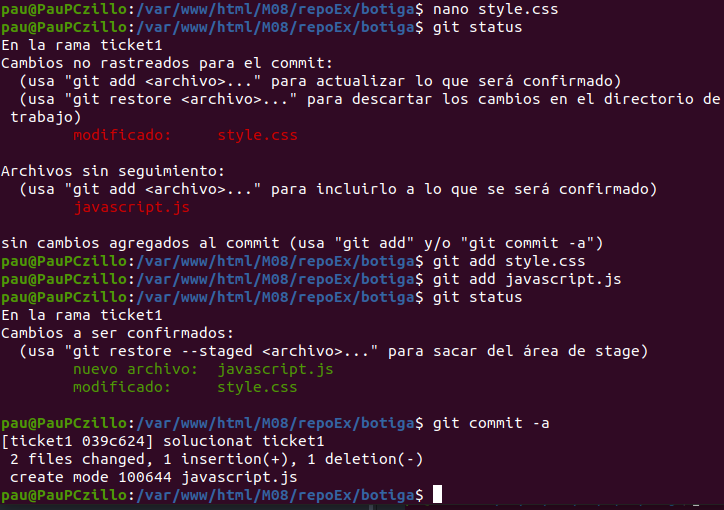 pau@PauPCzillo:/var/www/html/M08/repoEx/botiga$ nano style.css
pau@PauPCzillo:/var/www/html/M08/repoEx/botiga$ git status
En la rama ticket1
Cambios no rastreados para el commit:
  (usa "git add <archivo>..." para actualizar lo que será confirmado)
  (usa "git restore <archivo>..." para descartar los cambios en el directorio de
 trabajo)
        modificado:     style.css

Archivos sin seguimiento:
  (usa "git add <archivo>..." para incluirlo a lo que se será confirmado)
        javascript.js

sin cambios agregados al commit (usa "git add" y/o "git commit -a")
pau@PauPCzillo:/var/www/html/M08/repoEx/botiga$ git add style.css
pau@PauPCzillo:/var/www/html/M08/repoEx/botiga$ git add javascript.js
pau@PauPCzillo:/var/www/html/M08/repoEx/botiga$ git status
En la rama ticket1
Cambios a ser confirmados:
  (usa "git restore --staged <archivo>..." para sacar del área de stage)
        nuevo archivo:  javascript.js
        modificado:     style.css

pau@PauPCzillo:/var/www/html/M08/repoEx/botiga$ git commit -a
[ticket1 039c624] solucionat ticket1
 2 files changed, 1 insertion(+), 1 deletion(-)
 create mode 100644 javascript.js
pau@PauPCzillo:/var/www/html/M08/repoEx/botiga$